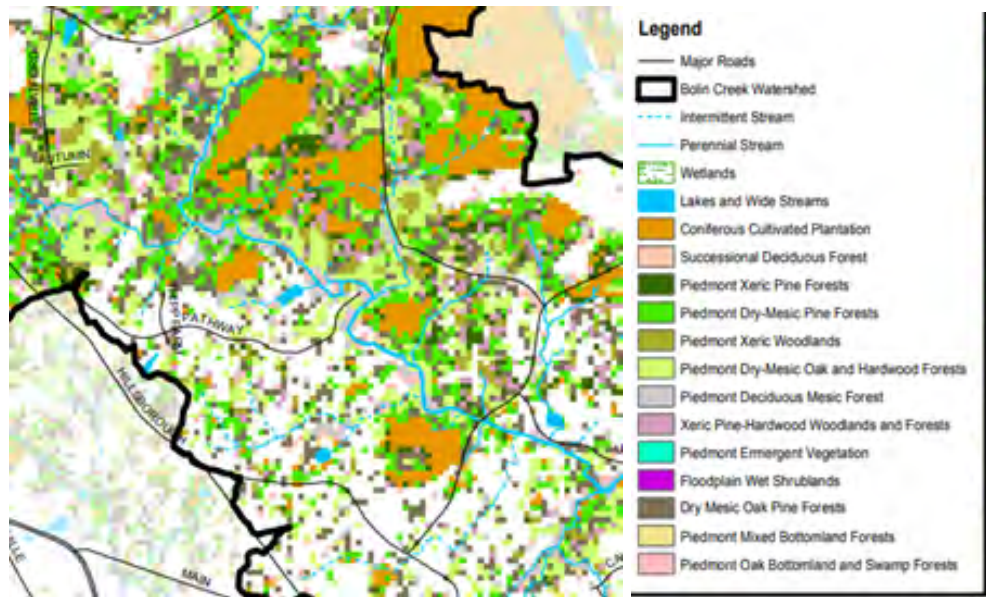 AUTUMN
PATHWAY
HILLSBOROUGH
MAIN
Legend
Major Roads
Bolin Creek Watershed
Intermittent Stream
Perennial Stream
Wetlands
Lakes and Wide Streams
Coniferous Cultivated Plantation
Successional Deciduous Forest
Piedmont Xeric Pine Forests
Piedmont Dry-Mesic Pine Forests
Piedmont Xeric Woodlands
Piedmont Dry-Mesic Oak and Hardwood Forests
Piedmont Deciduous Mesic Forest
Xeric Pine-Hardwood Woodlands and Forests
Piedmont Ermergent Vegetation
Floodplain Wet Shrublands
Dry Mesic Oak Pine Forests
Piedmont Mixed Bottomland Forests
Piedmont Oak Bottomland and Swamp Forests